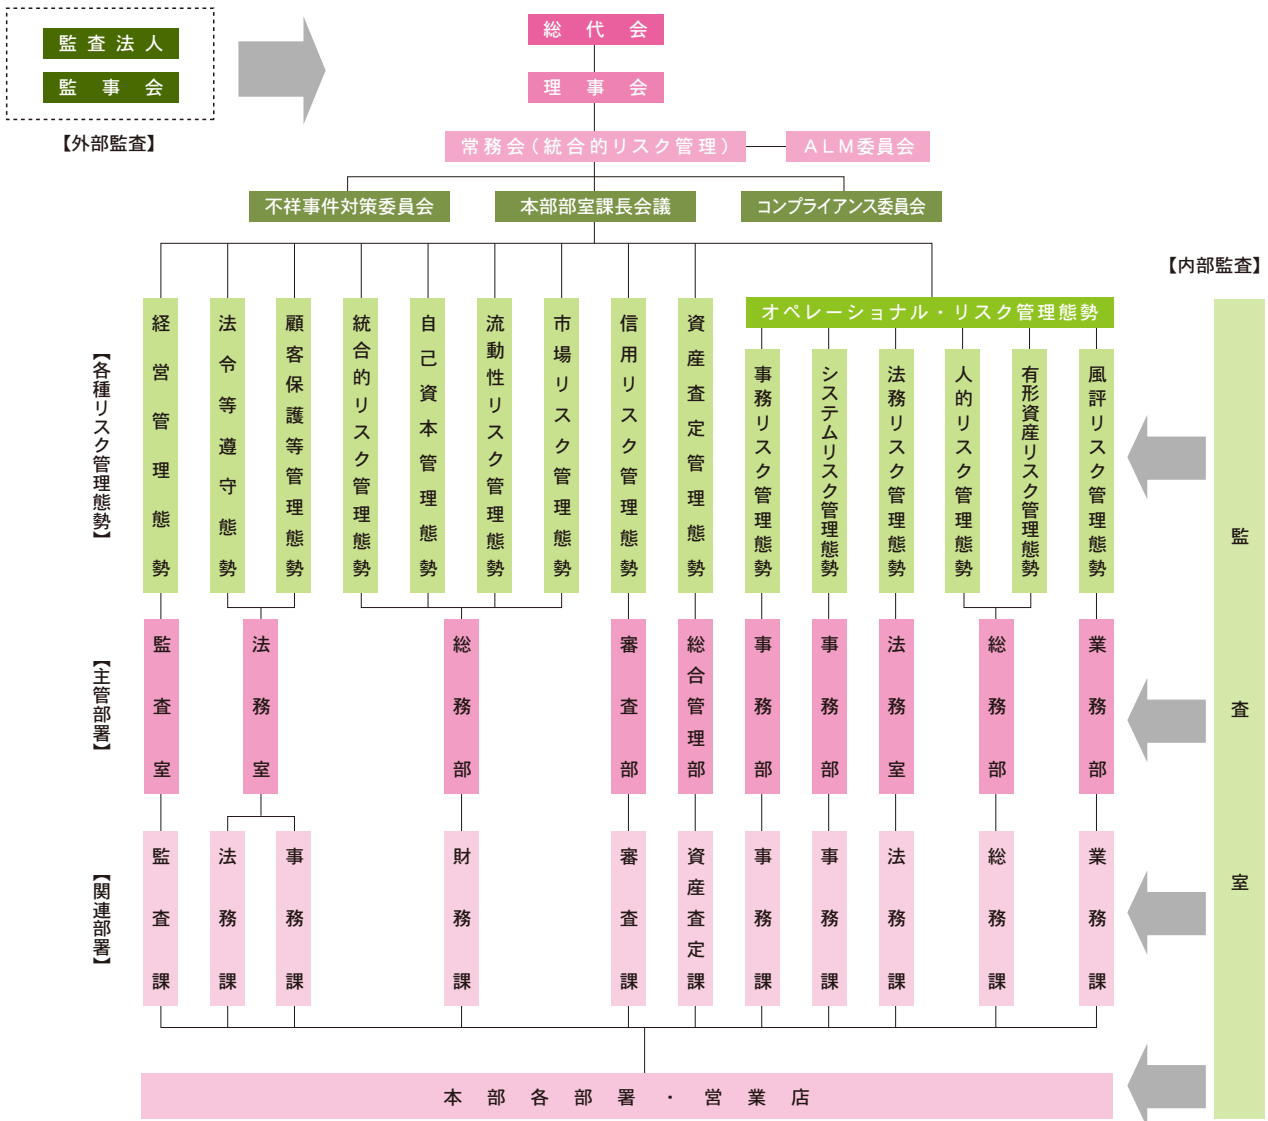 監査法人
監事会
【外部監査】
総代会
理事会
常務会(統合的リスク管理)
ALM委員会
不祥事件対策委員会
本部部室課長会議
コンプライアンス委員会
【内部監査】
【各種リスク管理態勢】
経営管理態勢
法令等遵守態勢
顧客保護等管理態勢
統合的リスク管理態勢
自己資本管理態勢
流動性リスク管理態勢
市場リスク管理態勢
信用リスク管理態勢
資産査定管理態勢
オペレーショナル・リスク管理態勢
事務リスク管理態勢
システムリスク管理態勢
法務リスク管理態勢
人的リスク管理態勢
有形資産リスク管理態勢
風評リスク管理態勢
【主管部署】
監査室
法務室
総務部
審査部
総合管理部
事務部
事務部
法務室
総務部
業務部
【関連部署】
監査課
法務課
事務課
財務課
審査課
資産査定課
事務課
事務課
法務課
総務課
業務課
監査室
本部各部署・営業店